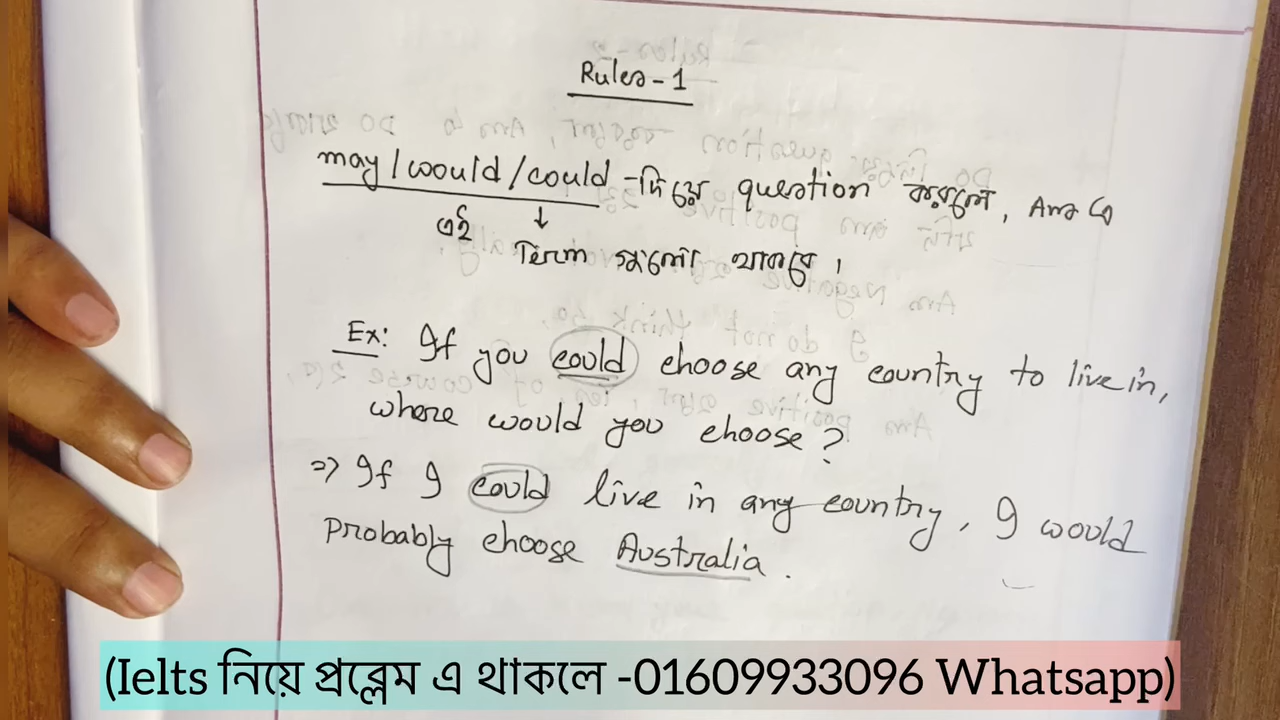 Rules-1
may/would/could -দিয়ে question করলে, Ans এ
এই ↓ Term গুলো থাকবে।
Ex: If you could choose any country to live in,
where would you choose?
⇒ If I could live in any country, I would
probably choose Australia.
(Ielts নিয়ে প্রব্লেম এ থাকলে -01609933096 Whatsapp)